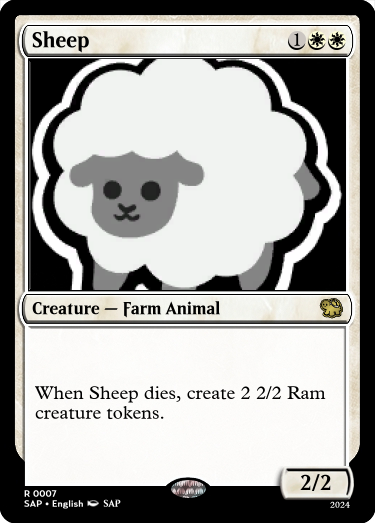 Sheep 1
Creature — Farm Animal
When Sheep dies, create 2 2/2 Ram
creature tokens.
2/2
R 0007
SAP • English SAP
2024